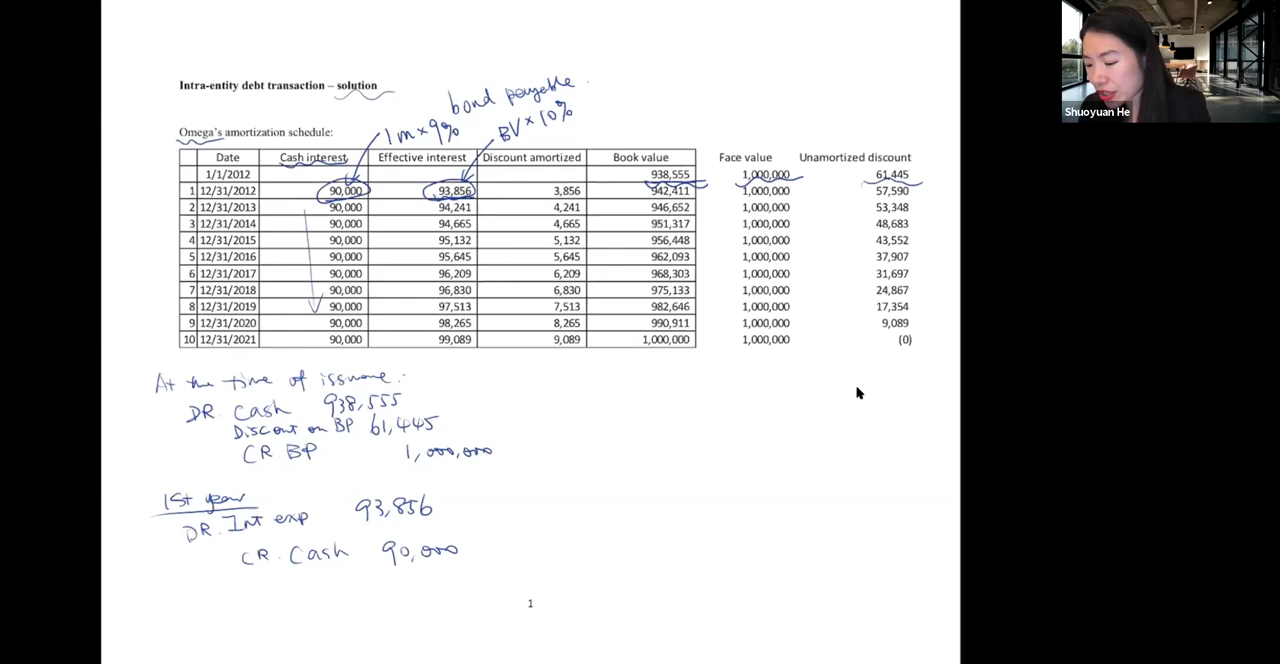 Intra-entity debt transaction – solution
bond payable
Omega's amortization schedule:
1m × 9%
BV × 10%
Date Cash interest Effective interest Discount amortized Book value Face value Unamortized discount
1/1/2012 938,555 1,000,000 61,445
1 12/31/2012 90,000 93,856 3,856 942,411 1,000,000 57,590
2 12/31/2013 90,000 94,241 4,241 946,652 1,000,000 53,348
3 12/31/2014 90,000 94,665 4,665 951,317 1,000,000 48,683
4 12/31/2015 90,000 95,132 5,132 956,448 1,000,000 43,552
5 12/31/2016 90,000 95,645 5,645 962,093 1,000,000 37,907
6 12/31/2017 90,000 96,209 6,209 968,303 1,000,000 31,697
7 12/31/2018 90,000 96,830 6,830 975,133 1,000,000 24,867
8 12/31/2019 90,000 97,513 7,513 982,646 1,000,000 17,354
9 12/31/2020 90,000 98,265 8,265 990,911 1,000,000 9,089
10 12/31/2021 90,000 99,089 9,089 1,000,000 1,000,000 (0)
At the time of issuance:
DR. Cash 938,555
Discount on BP 61,445
CR BP 1,000,000
1st year
DR. Int exp 93,856
CR. Cash 90,000
1
Shuoyuan He